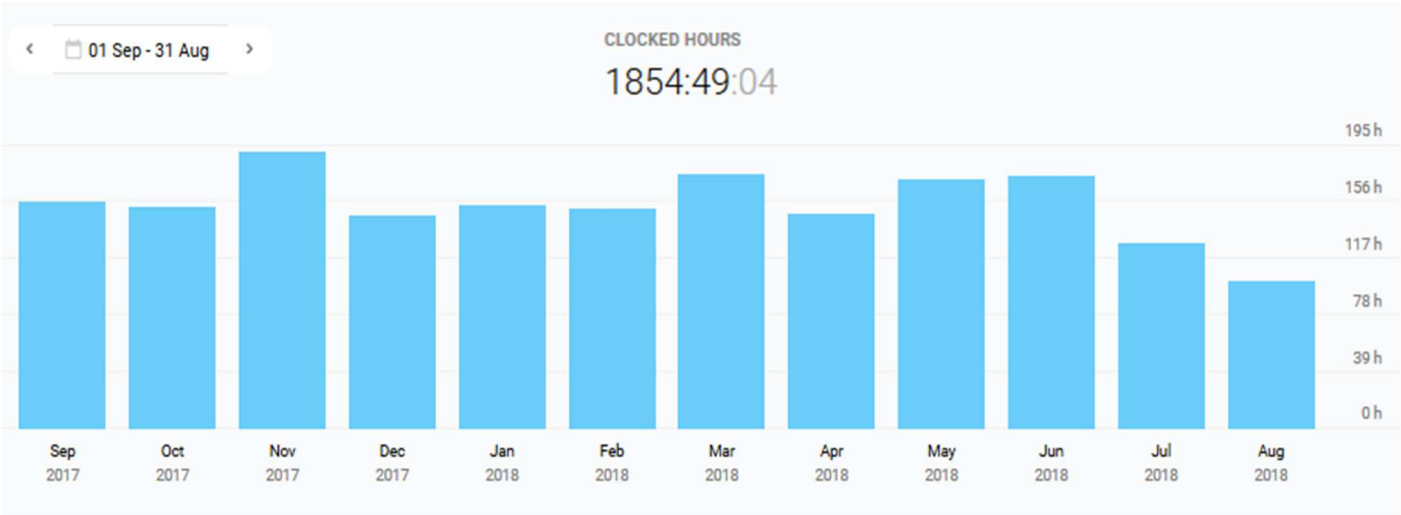 CLOCKED HOURS
01 Sep - 31 Aug
1854:49:04
195 h
156 h
117 h
78 h
39 h
0 h
Sep Oct Nov Dec Jan Feb Mar Apr May Jun Jul Aug
2017 2017 2017 2017 2018 2018 2018 2018 2018 2018 2018 2018